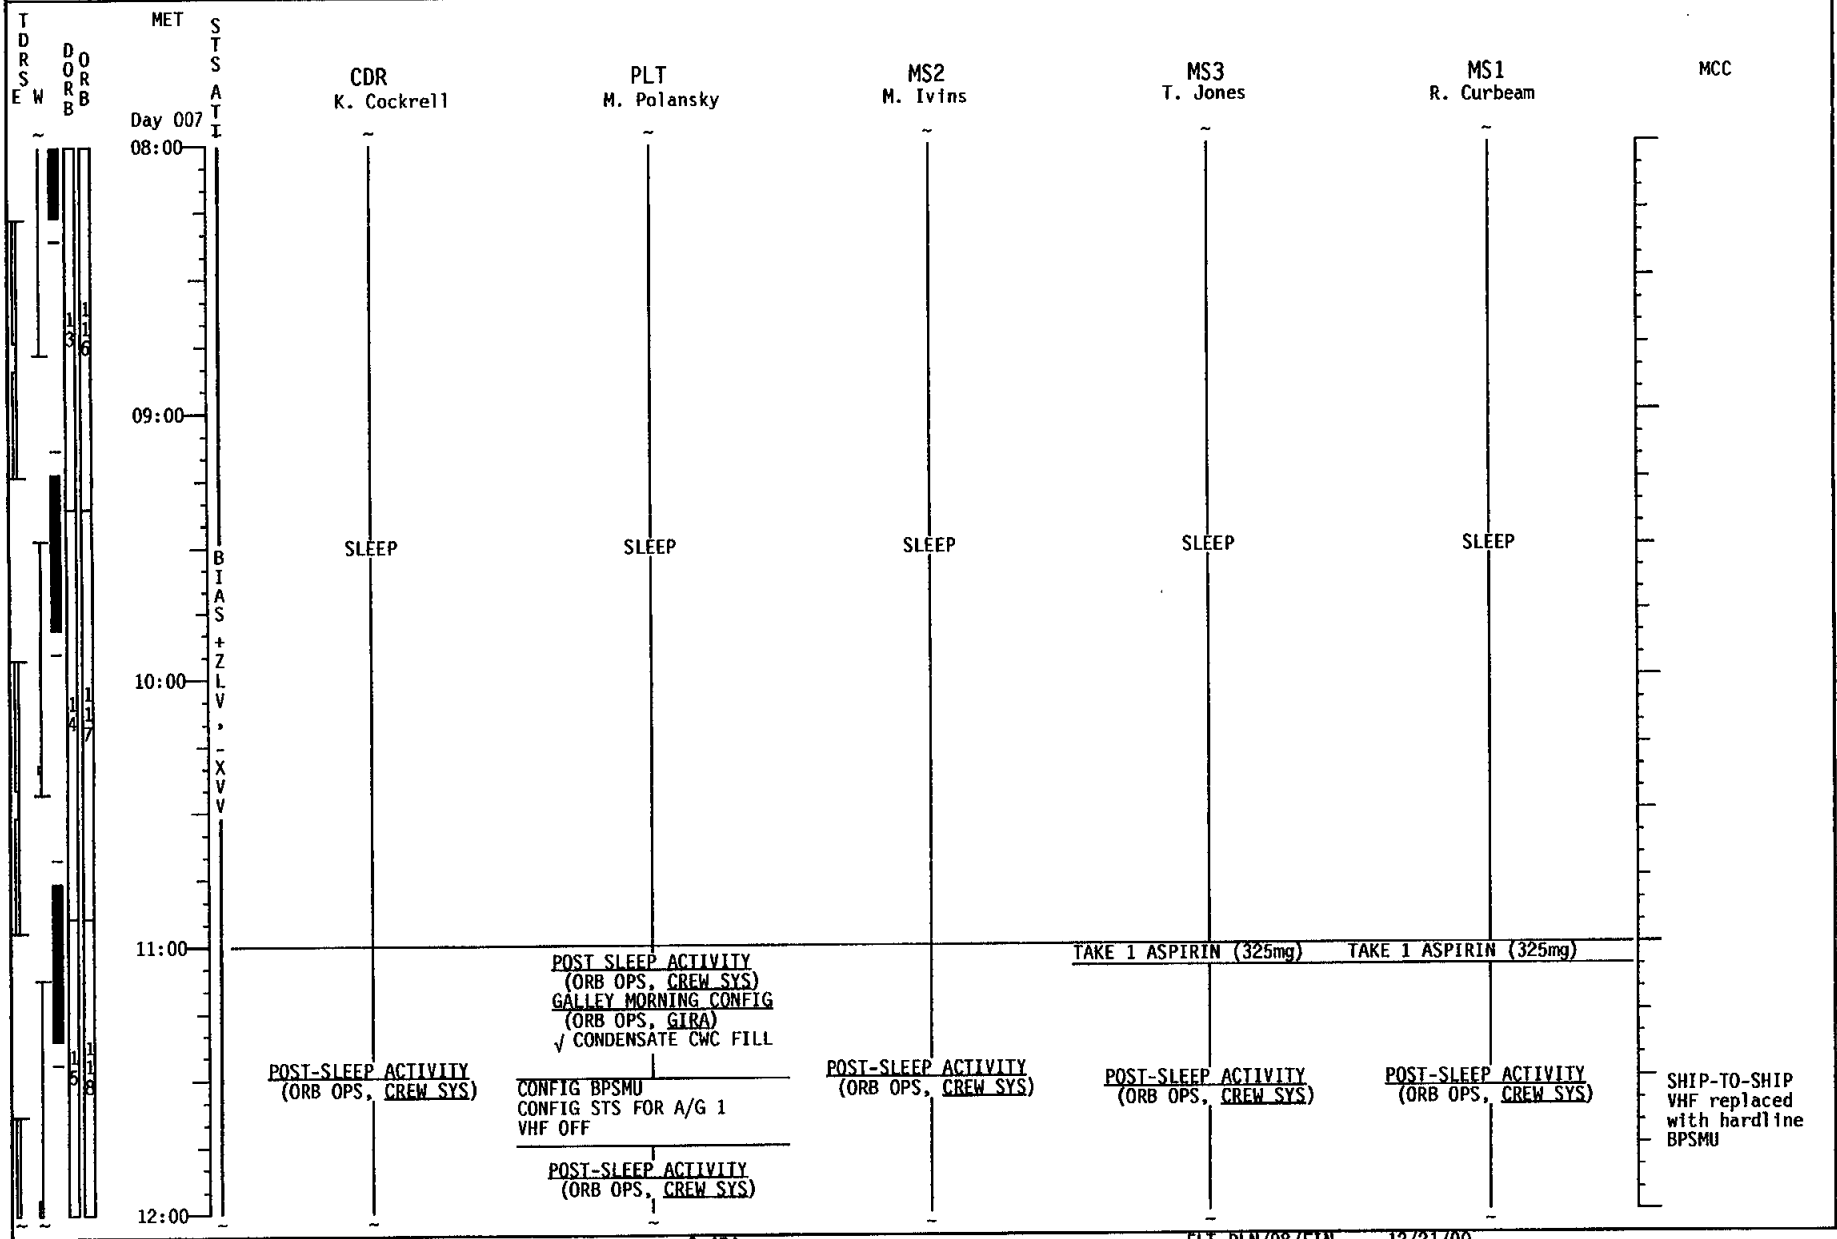 TDRS
E W
DORB
ORB
MET
STS ATT
CDR
K. Cockrell
PLT
M. Polansky
MS2
M. Ivins
MS3
T. Jones
MS1
R. Curbeam
MCC
Day 007
08:00
13
116
09:00
SLEEP SLEEP SLEEP SLEEP SLEEP
BIAS +ZLV, -XVV
10:00
14
117
11:00
TAKE 1 ASPIRIN (325mg) TAKE 1 ASPIRIN (325mg)
POST SLEEP ACTIVITY
(ORB OPS, CREW SYS)
GALLEY MORNING CONFIG
(ORB OPS, GIRA)
√ CONDENSATE CWC FILL
15
118
POST-SLEEP ACTIVITY
(ORB OPS, CREW SYS)
CONFIG BPSMU
CONFIG STS FOR A/G 1
VHF OFF
POST-SLEEP ACTIVITY
(ORB OPS, CREW SYS)
POST-SLEEP ACTIVITY
(ORB OPS, CREW SYS)
POST-SLEEP ACTIVITY
(ORB OPS, CREW SYS)
POST-SLEEP ACTIVITY
(ORB OPS, CREW SYS)
SHIP-TO-SHIP
VHF replaced
with hardline
BPSMU
12:00